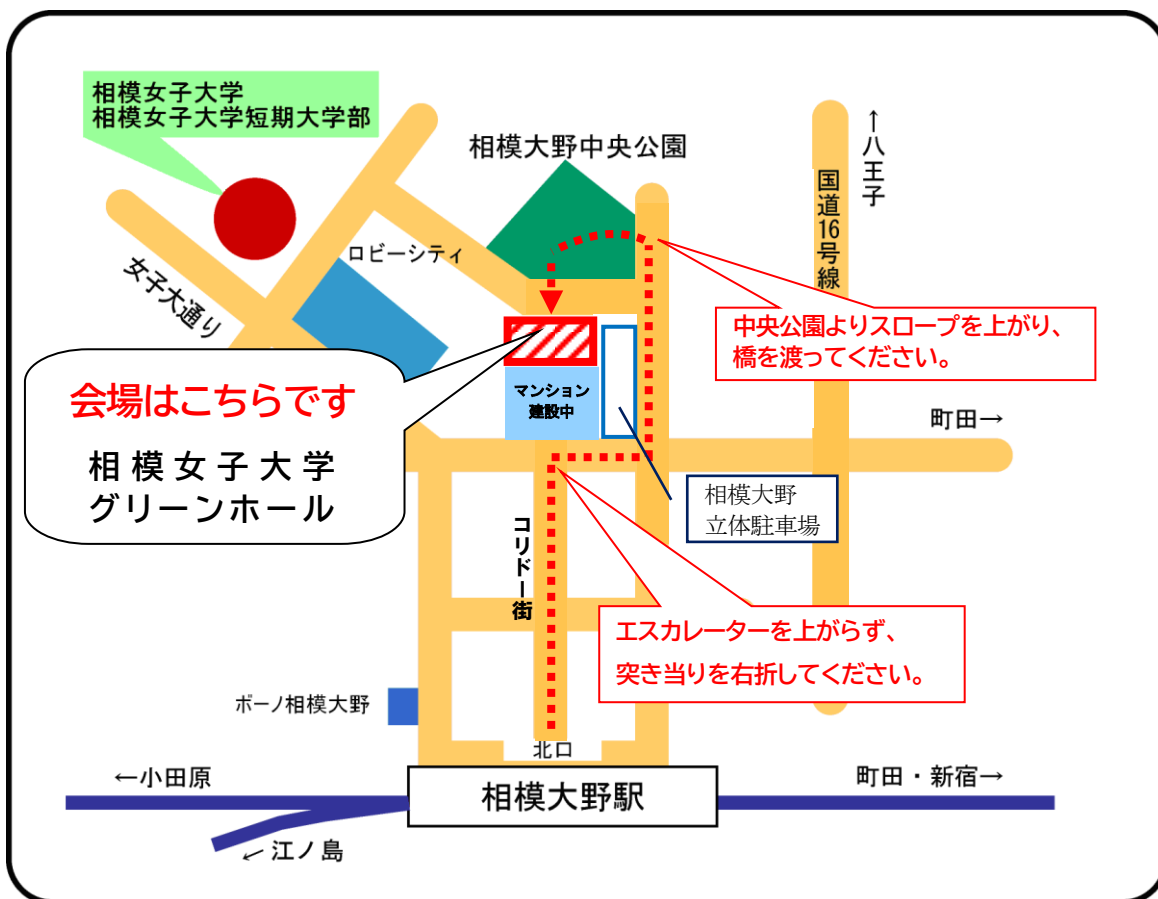 相模女子大学
相模女子大学短期大学部
相模大野中央公園
↑八王子
国道16号線
ロビーシティ
女子大通り
中央公園よりスロープを上がり、
橋を渡ってください。
会場はこちらです
相模女子大学
グリーンホール
マンション
建設中
町田→
相模大野
立体駐車場
コリドー街
エスカレーターを上がらず、
突き当りを右折してください。
ボーノ相模大野
北口
←小田原
相模大野駅
町田・新宿→
←江ノ島